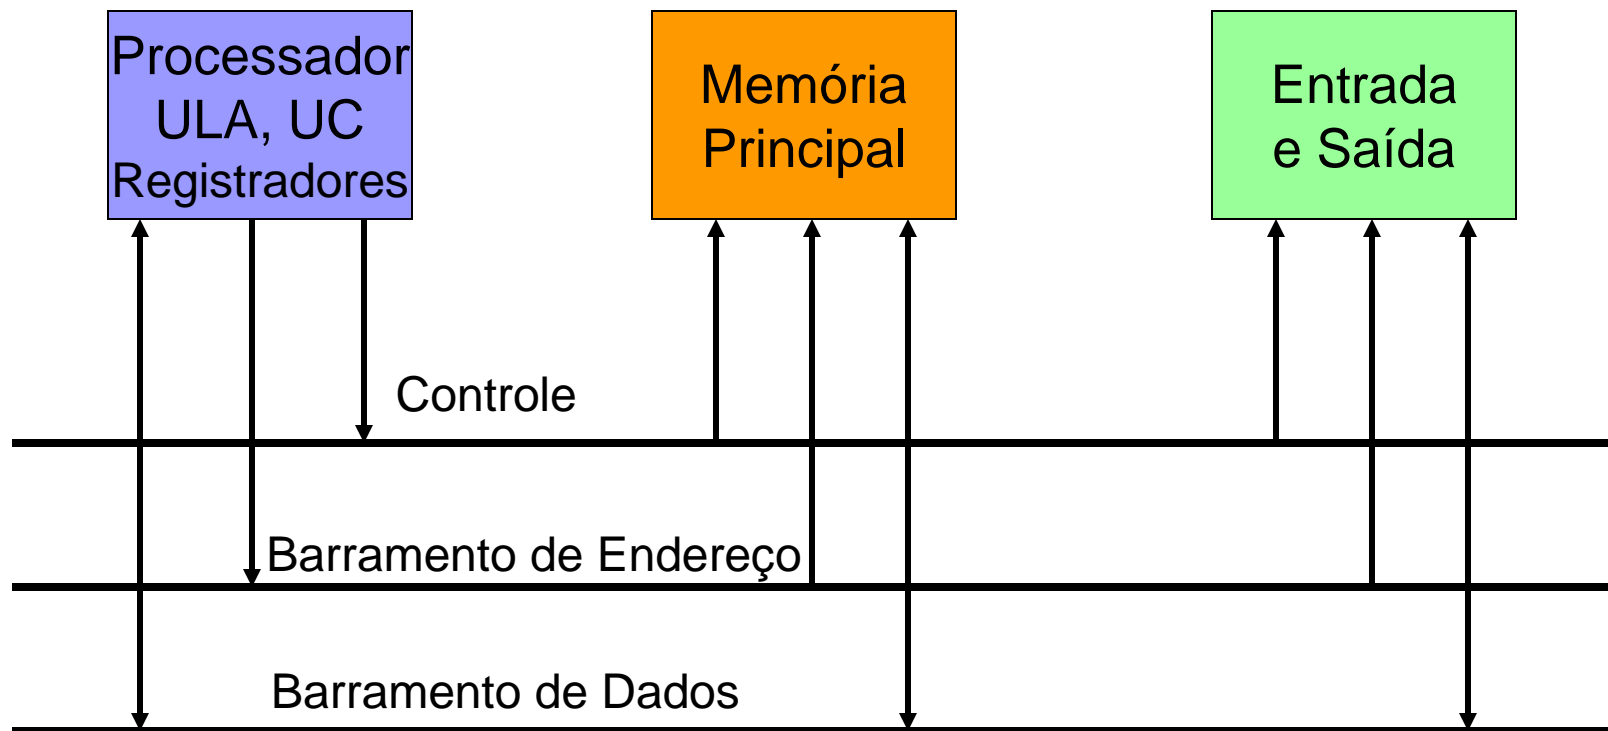 Processador
ULA, UC
Registradores
Memória
Principal
Entrada
e Saída
Controle
Barramento de Endereço
Barramento de Dados